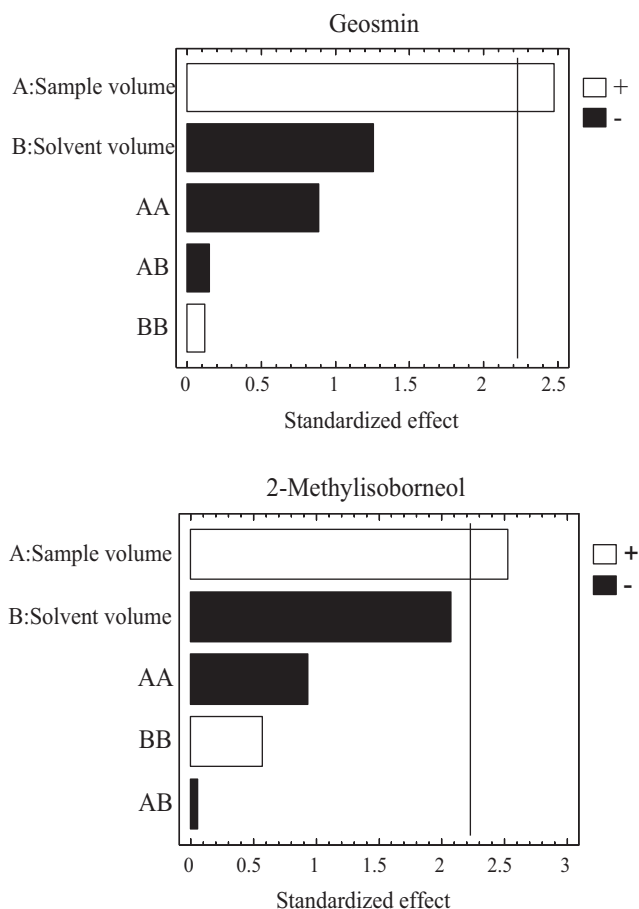 Geosmin
A:Sample volume
+
B:Solvent volume
-
AA
AB
BB
0 0.5 1 1.5 2 2.5
Standardized effect
2-Methylisoborneol
A:Sample volume
+
-
B:Solvent volume
AA
BB
AB
0 0.5 1 1.5 2 2.5 3
Standardized effect